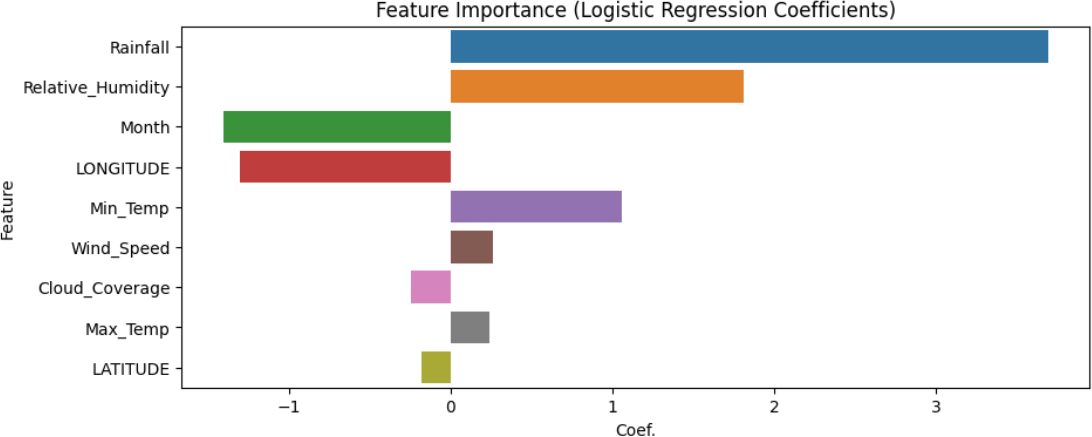 Feature Importance (Logistic Regression Coefficients)
Feature
Rainfall
Relative_Humidity
Month
LONGITUDE
Min_Temp
Wind_Speed
Cloud_Coverage
Max_Temp
LATITUDE
−1 0 1 2 3
Coef.